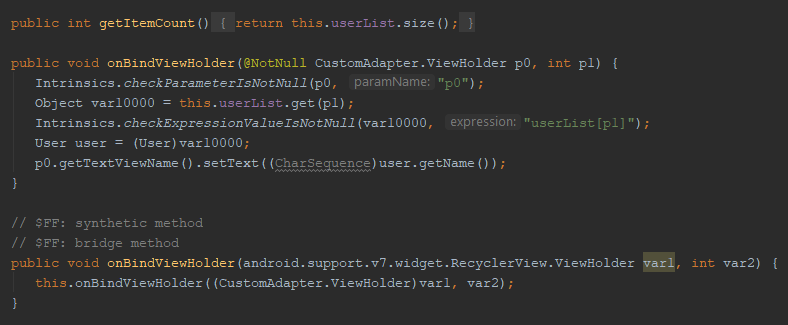 public int getItemCount() { return this.userList.size(); }
public void onBindViewHolder(@NotNull CustomAdapter.ViewHolder p0, int p1) {
Intrinsics.checkParameterIsNotNull(p0, paramName: "p0");
Object var10000 = this.userList.get(p1);
Intrinsics.checkExpressionValueIsNotNull(var10000, expression: "userList[p1]");
User user = (User)var10000;
p0.getTextViewName().setText((CharSequence)user.getName());
}
// $FF: synthetic method
// $FF: bridge method
public void onBindViewHolder(android.support.v7.widget.RecyclerView.ViewHolder var1, int var2) {
this.onBindViewHolder((CustomAdapter.ViewHolder)var1, var2);
}